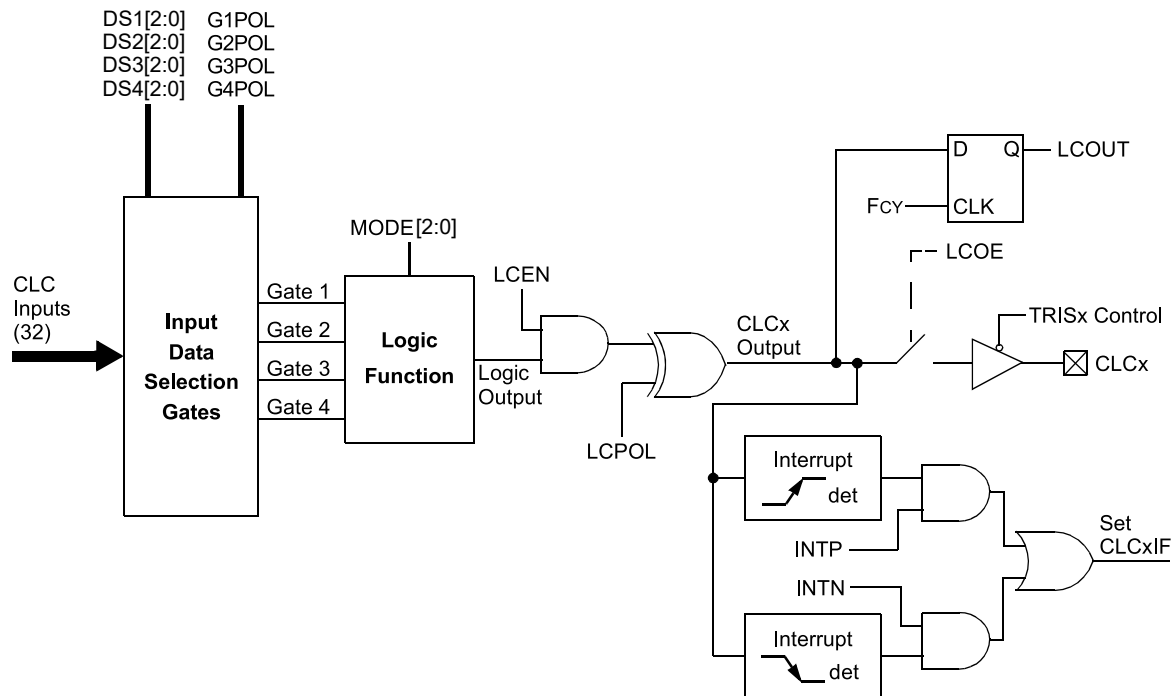 DS1[2:0] G1POL
DS2[2:0] G2POL
DS3[2:0] G3POL
DS4[2:0] G4POL
D Q LCOUT
FCY CLK
MODE[2:0]
LCOE
LCEN
CLC
Inputs
(32)
Input
Data
Selection
Gates
Gate 1
Gate 2
Gate 3
Gate 4
Logic
Function
Logic
Output
LCPOL
CLCx
Output
TRISx Control
CLCx
Interrupt
det
INTP
INTN
Set
CLCxIF
Interrupt
det